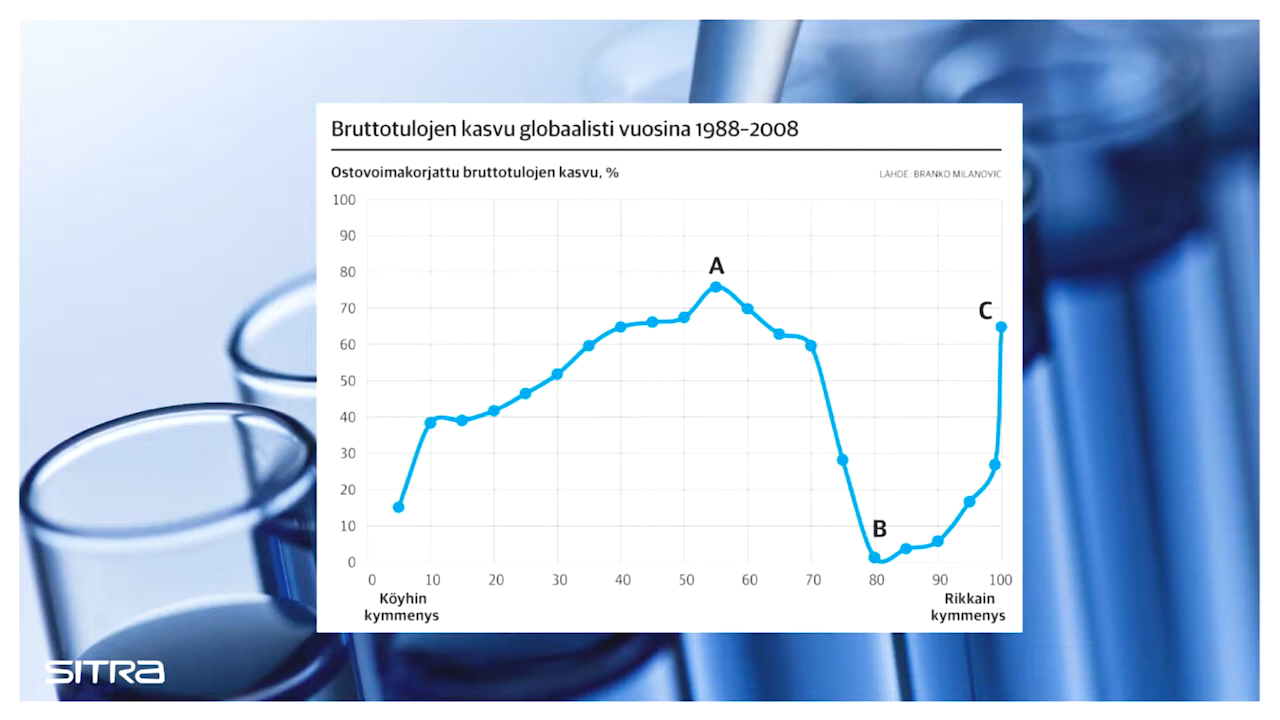 Bruttotulojen kasvu globaalisti vuosina 1988–2008
Ostovoimakorjattu bruttotulojen kasvu, %
LÄHDE: BRANKO MILANOVIC
100
90
80
70
60
50
40
30
20
10
0
A
B
C
0 10 20 30 40 50 60 70 80 90 100
Köyhin
kymmenys
Rikkain
kymmenys
SITRA